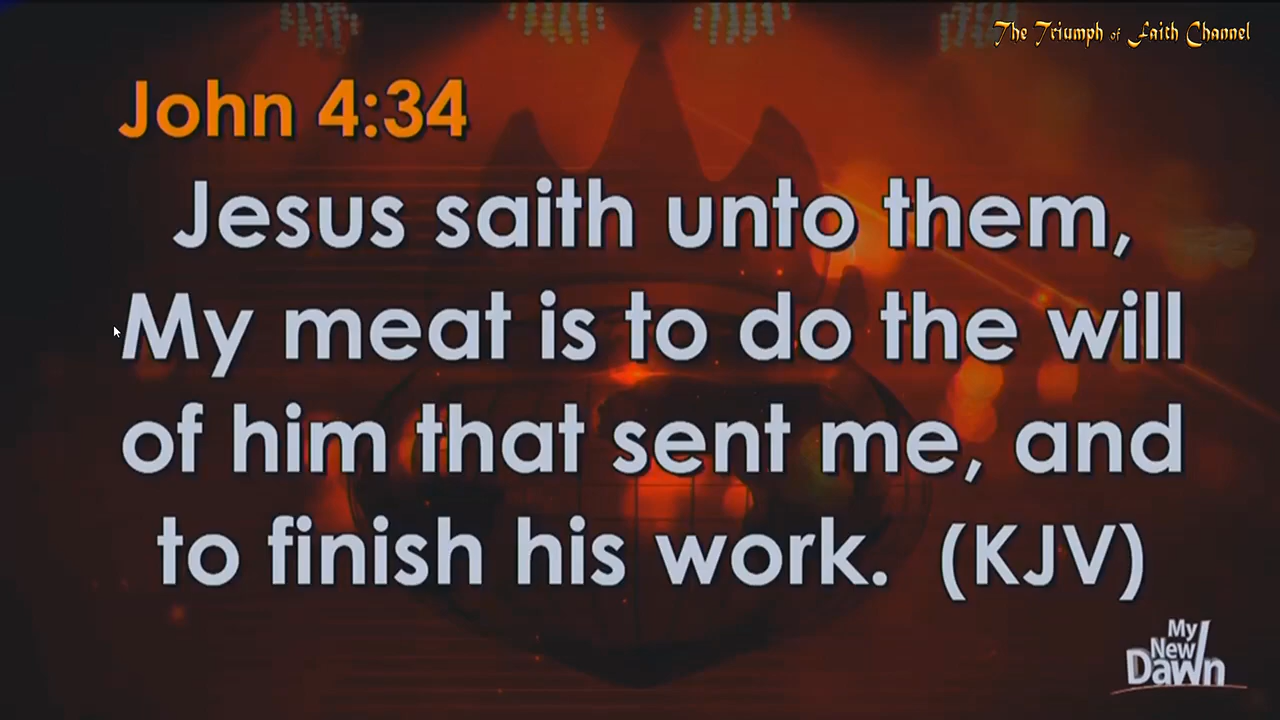 The Triumph of Faith Channel
John 4:34
Jesus saith unto them,
My meat is to do the will
of him that sent me, and
to finish his work. (KJV)
My
New
Dawn